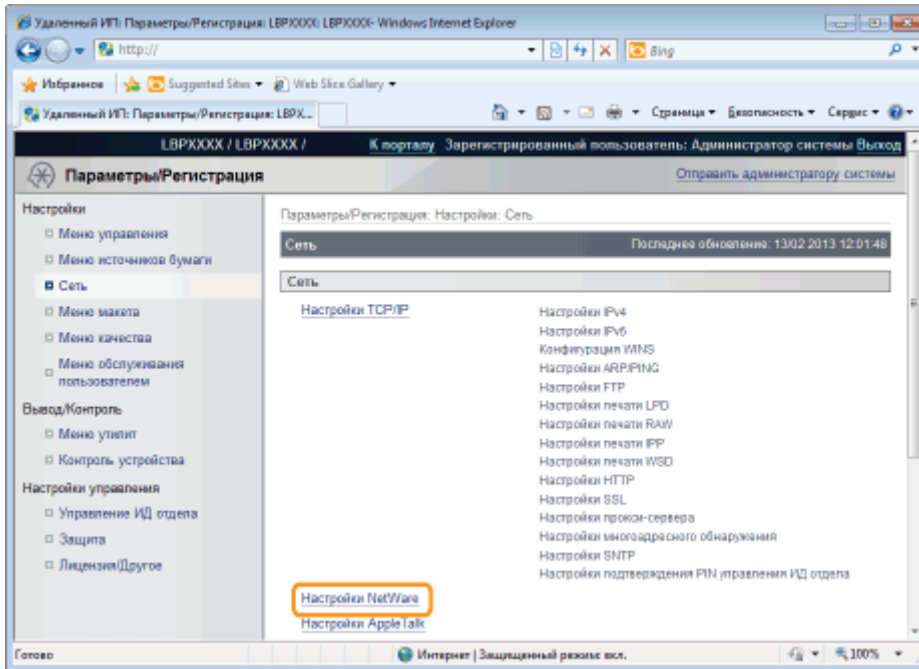 Удаленный ИП: Параметры/Регистрация: LBPXXXX: LBPXXXX- Windows Internet Explorer
http://
Bing
Избранное Suggested Sites Web Slice Gallery
Удаленный ИП: Параметры/Регистрация: LBPX... Страница Безопасность Сервис
LBPXXXX / LBPXXXX / К порталу Зарегистрированный пользователь: Администратор системы Выход
Параметры/Регистрация Отправить администратору системы
Настройки
Меню управления
Меню источников бумаги
Сеть
Меню макета
Меню качества
Меню обслуживания
пользователем
Вывод/Контроль
Меню утилит
Контроль устройства
Настройки управления
Управление ИД отдела
Защита
Лицензия/Другое
Параметры/Регистрация: Настройки: Сеть
Сеть Последнее обновление: 13/02 2013 12:01:48
Сеть
Настройки TCP/IP
Настройки IPv4
Настройки IPv6
Конфигурация WINS
Настройки ARP/PING
Настройки FTP
Настройки печати LPD
Настройки печати RAW
Настройки печати IPP
Настройки печати WSD
Настройки HTTP
Настройки SSL
Настройки прокси-сервера
Настройки многоадресного обнаружения
Настройки SNTP
Настройки подтверждения PIN управления ИД отдела
Настройки NetWare
Настройки AppleTalk
Готово Интернет | Защищенный режим: вкл. 100%